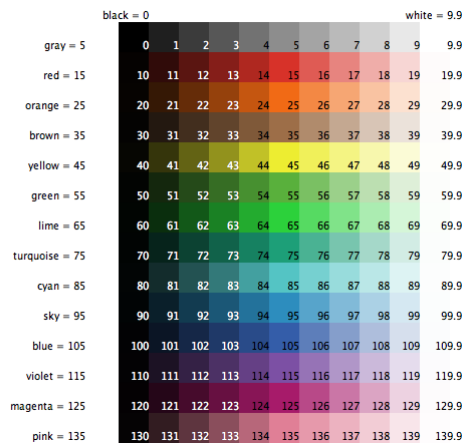 black = 0 white = 9.9
gray = 5 0 1 2 3 4 5 6 7 8 9 9.9
red = 15 10 11 12 13 14 15 16 17 18 19 19.9
orange = 25 20 21 22 23 24 25 26 27 28 29 29.9
brown = 35 30 31 32 33 34 35 36 37 38 39 39.9
yellow = 45 40 41 42 43 44 45 46 47 48 49 49.9
green = 55 50 51 52 53 54 55 56 57 58 59 59.9
lime = 65 60 61 62 63 64 65 66 67 68 69 69.9
turquoise = 75 70 71 72 73 74 75 76 77 78 79 79.9
cyan = 85 80 81 82 83 84 85 86 87 88 89 89.9
sky = 95 90 91 92 93 94 95 96 97 98 99 99.9
blue = 105 100 101 102 103 104 105 106 107 108 109 109.9
violet = 115 110 111 112 113 114 115 116 117 118 119 119.9
magenta = 125 120 121 122 123 124 125 126 127 128 129 129.9
pink = 135 130 131 132 133 134 135 136 137 138 139 139.9